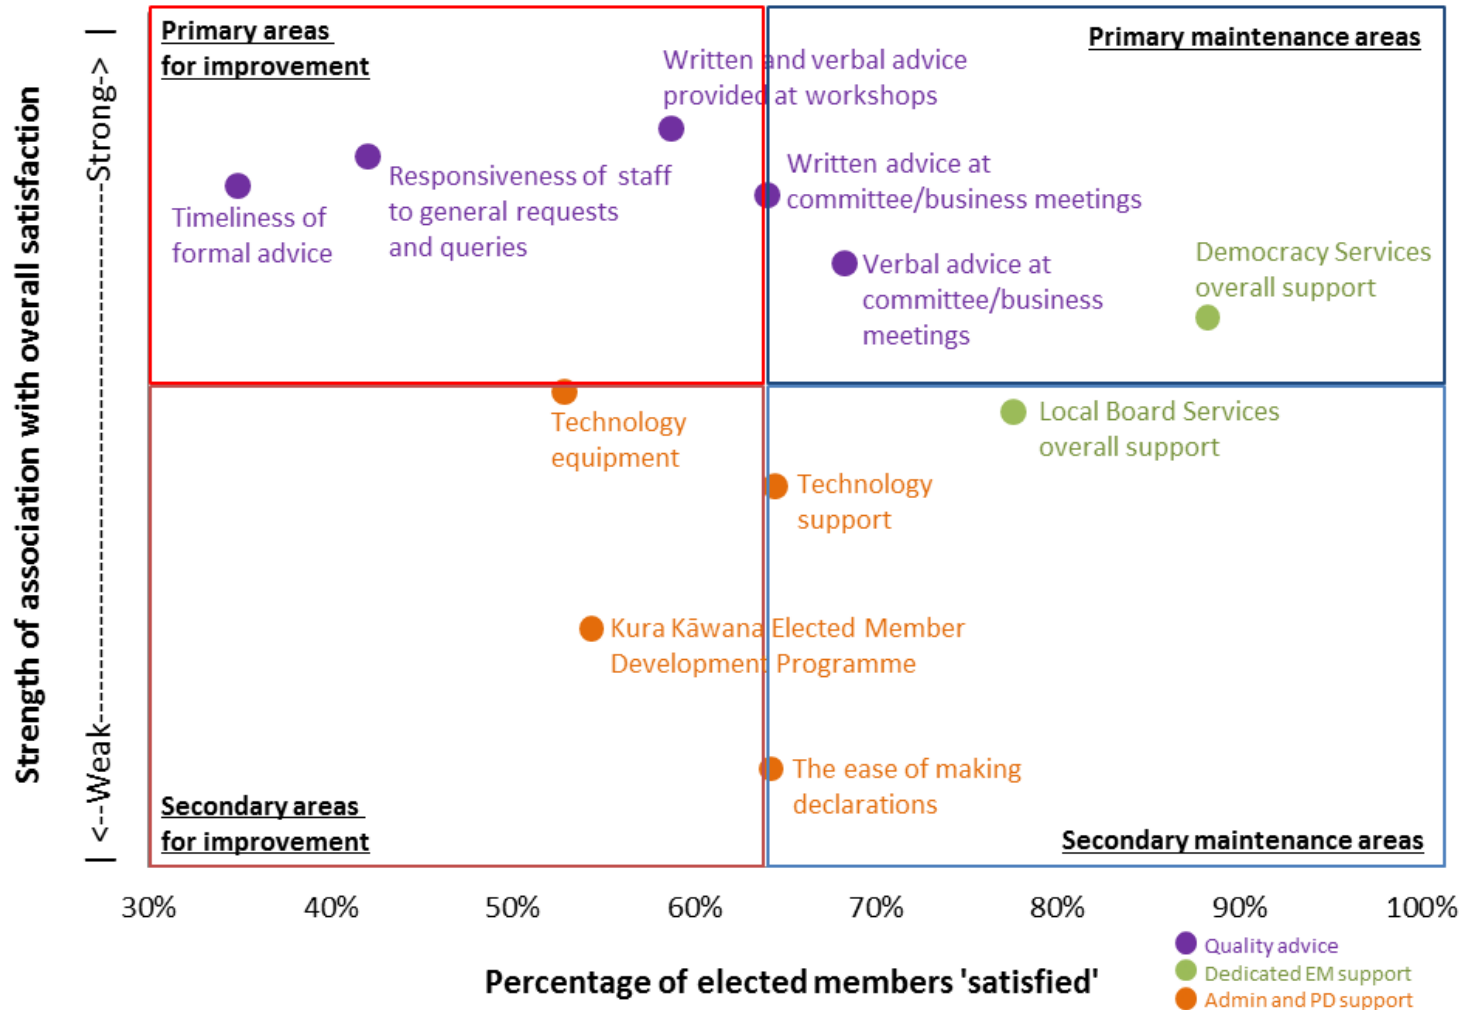 Primary areas
for improvement
Primary maintenance areas
Written and verbal advice
provided at workshops
Written advice at
committee/business meetings
Responsiveness of staff
to general requests
and queries
Timeliness of
formal advice
Verbal advice at
committee/business
meetings
Democracy Services
overall support
Technology
equipment
Local Board Services
overall support
Technology
support
Kura Kāwana Elected Member
Development Programme
The ease of making
declarations
Secondary areas
for improvement
Secondary maintenance areas
Strength of association with overall satisfaction
| <--Weak--------------------------------------------Strong--> |
30% 40% 50% 60% 70% 80% 90% 100%
Percentage of elected members 'satisfied'
Quality advice
Dedicated EM support
Admin and PD support